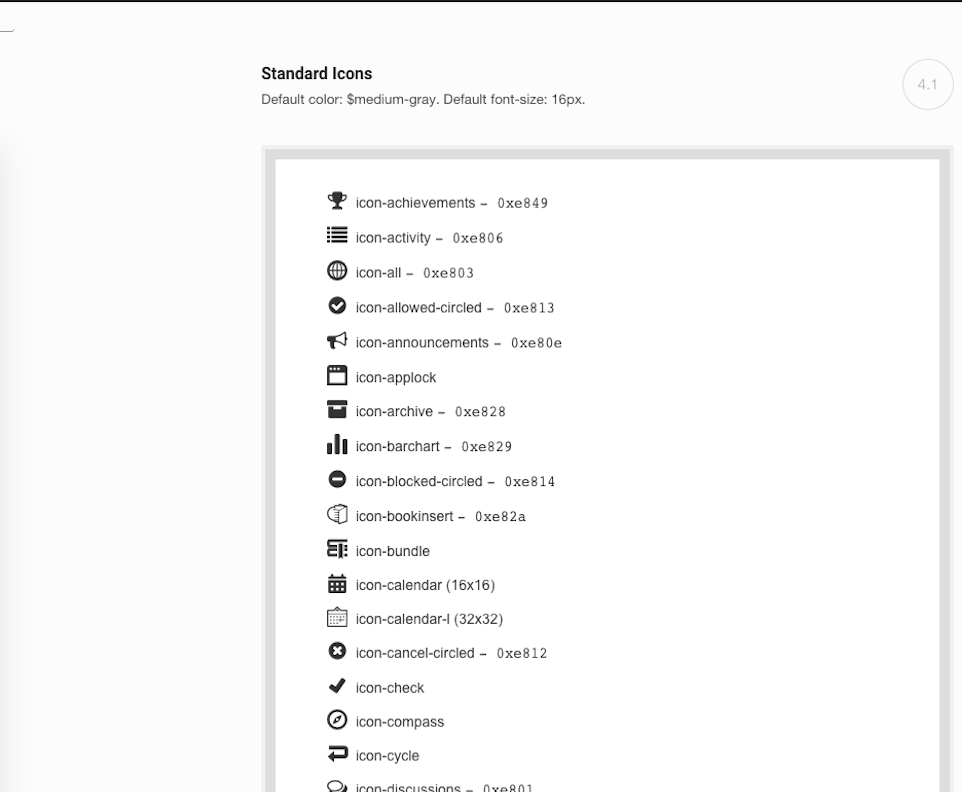 Standard Icons
Default color: $medium-gray. Default font-size: 16px.
4.1
icon-achievements – 0xe849
icon-activity – 0xe806
icon-all – 0xe803
icon-allowed-circled – 0xe813
icon-announcements – 0xe80e
icon-applock
icon-archive – 0xe828
icon-barchart – 0xe829
icon-blocked-circled – 0xe814
icon-bookinsert – 0xe82a
icon-bundle
icon-calendar (16x16)
icon-calendar-l (32x32)
icon-cancel-circled – 0xe812
icon-check
icon-compass
icon-cycle
icon-discussions – 0xe801